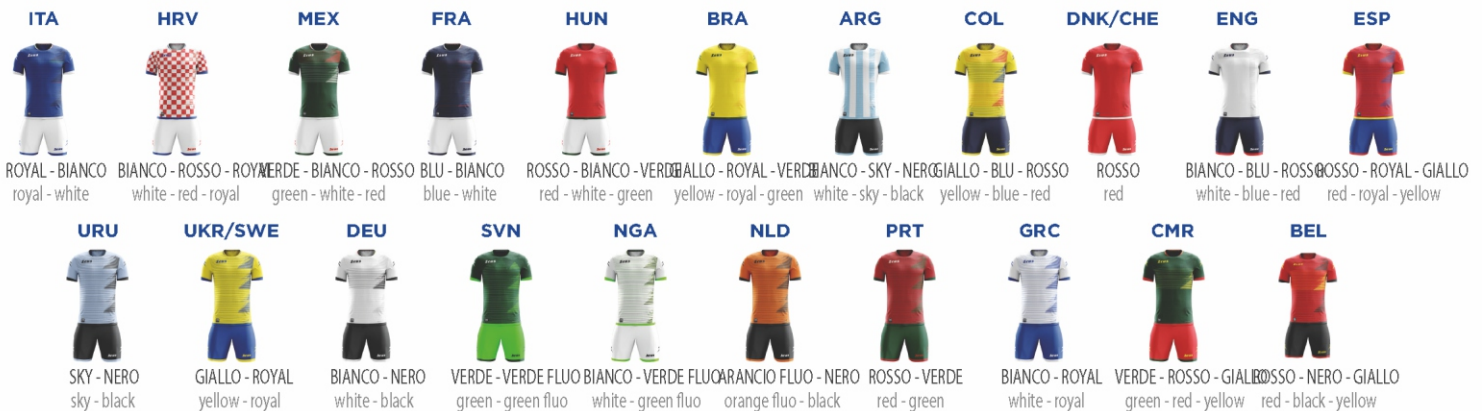 ITA HRV MEX FRA HUN BRA ARG COL DNK/CHE ENG ESP
ROYAL - BIANCO BIANCO - ROSSO - ROYAL VERDE - BIANCO - ROSSO BLU - BIANCO ROSSO - BIANCO - VERDE GIALLO - ROYAL - VERDE BIANCO - SKY - NERO GIALLO - BLU - ROSSO ROSSO BIANCO - BLU - ROSSO ROSSO - ROYAL - GIALLO
royal - white white - red - royal green - white - red blue - white red - white - green yellow - royal - green white - sky - black yellow - blue - red red white - blue - red red - royal - yellow
URU UKR/SWE DEU SVN NGA NLD PRT GRC CMR BEL
SKY - NERO GIALLO - ROYAL BIANCO - NERO VERDE - VERDE FLUO BIANCO - VERDE FLUO ARANCIO FLUO - NERO ROSSO - VERDE BIANCO - ROYAL VERDE - ROSSO - GIALLO ROSSO - NERO - GIALLO
sky - black yellow - royal white - black green - green fluo white - green fluo orange fluo - black red - green white - royal green - red - yellow red - black - yellow